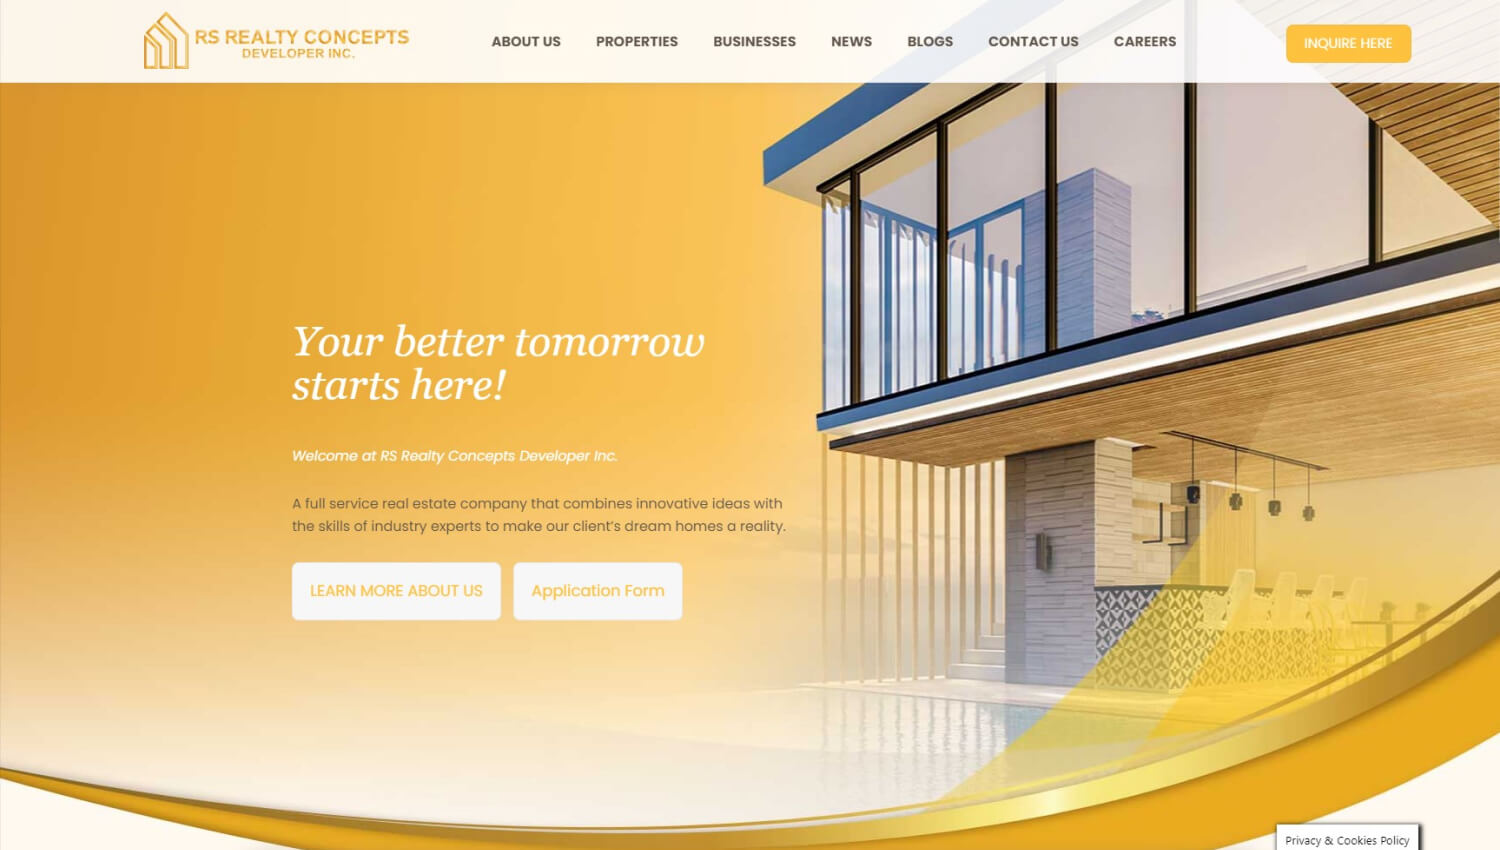 RS REALTY CONCEPTS
DEVELOPER INC.
ABOUT US
PROPERTIES
BUSINESSES
NEWS
BLOGS
CONTACT US
CAREERS
INQUIRE HERE
Your better tomorrow
starts here!
Welcome at RS Realty Concepts Developer Inc.
A full service real estate company that combines innovative ideas with
the skills of industry experts to make our client's dream homes a reality.
LEARN MORE ABOUT US
Application Form
Privacy & Cookies Policy